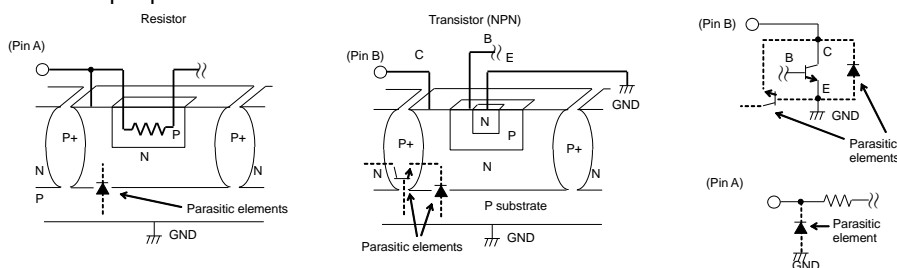 Resistor
(Pin A)
P+
N
P
P+
N
N
P
Parasitic elements
GND
Transistor (NPN)
(Pin B)
C
B
E
GND
P+
N
P
P+
N
N
N
P substrate
Parasitic elements
GND
(Pin B)
C
B
E
GND
Parasitic
elements
(Pin A)
Parasitic
element
GND